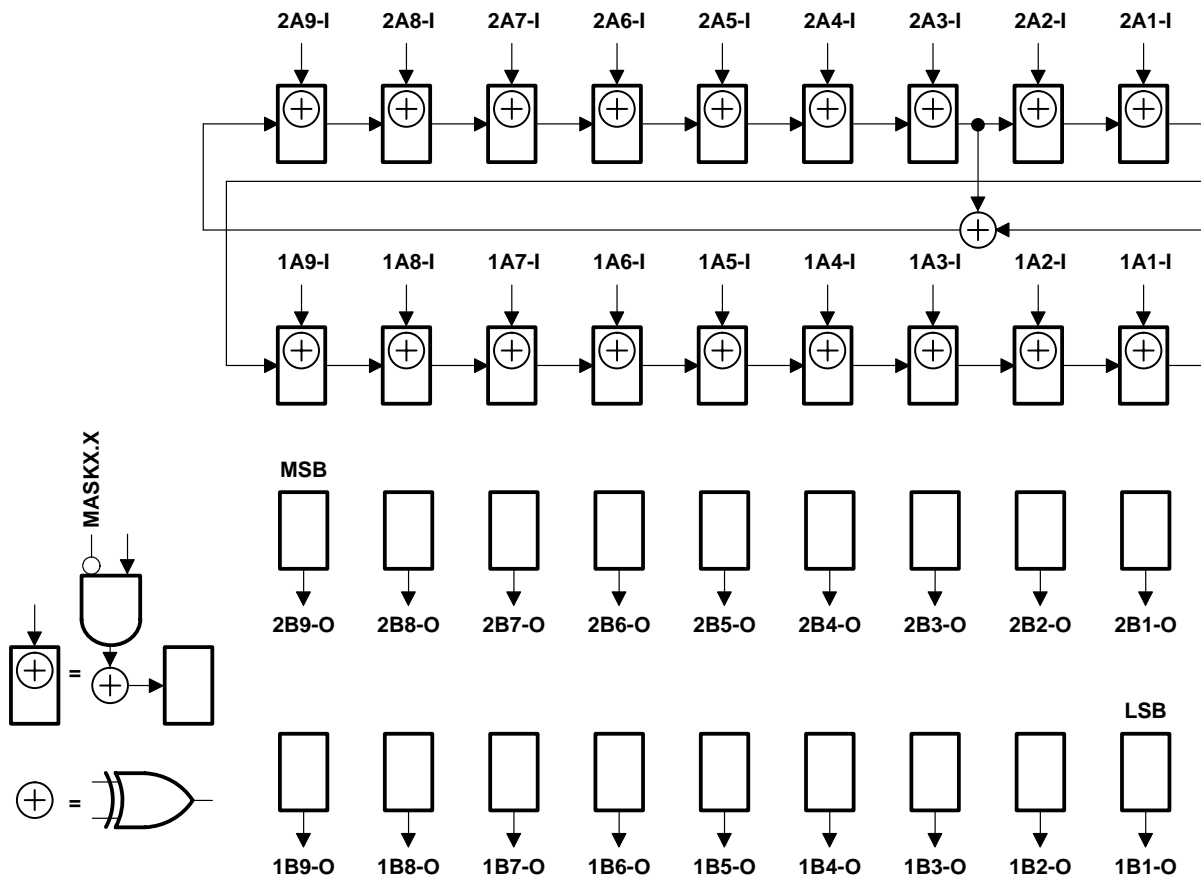 2A9-I 2A8-I 2A7-I 2A6-I 2A5-I 2A4-I 2A3-I 2A2-I 2A1-I
1A9-I 1A8-I 1A7-I 1A6-I 1A5-I 1A4-I 1A3-I 1A2-I 1A1-I
MASKX.X
MSB
2B9-O 2B8-O 2B7-O 2B6-O 2B5-O 2B4-O 2B3-O 2B2-O 2B1-O
=
LSB
=
1B9-O 1B8-O 1B7-O 1B6-O 1B5-O 1B4-O 1B3-O 1B2-O 1B1-O